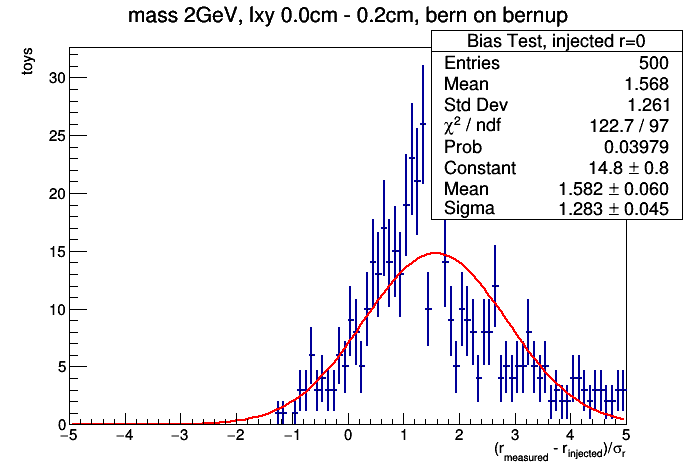 mass 2GeV, lxy 0.0cm - 0.2cm, bern on bernup
Bias Test, injected r=0
Entries 500
Mean 1.568
Std Dev 1.261
χ² / ndf 122.7 / 97
Prob 0.03979
Constant 14.8 ± 0.8
Mean 1.582 ± 0.060
Sigma 1.283 ± 0.045
toys
30
25
20
15
10
5
0
−5 −4 −3 −2 −1 0 1 2 3 4 5
(r_measured - r_injected)/σ_r